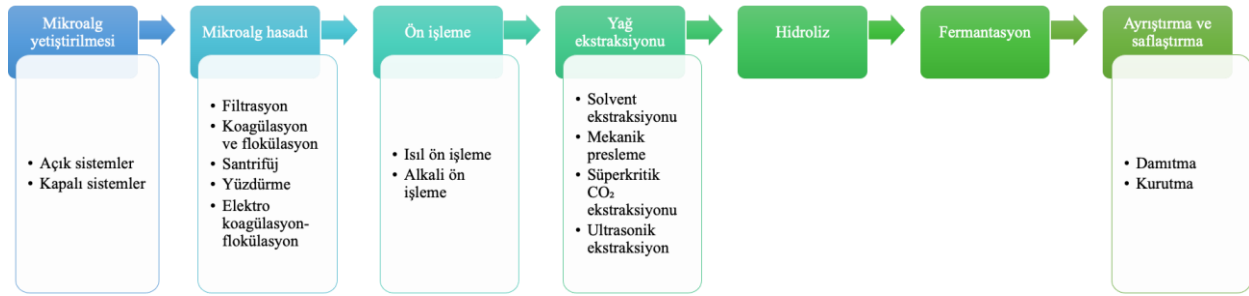 Mikroalg
yetiştirilmesi
• Açık sistemler
• Kapalı sistemler
Mikroalg hasadı
• Filtrasyon
• Koagülasyon
ve flokülasyon
• Santrifüj
• Yüzdürme
• Elektro
koagülasyon-
flokülasyon
Ön işleme
• Isıl ön işleme
• Alkali ön
işleme
Yağ
ekstraksiyonu
• Solvent
ekstraksiyonu
• Mekanik
presleme
• Süperkritik
CO₂
ekstraksiyonu
• Ultrasonik
ekstraksiyon
Hidroliz
Fermantasyon
Ayrıştırma ve
saflaştırma
• Damıtma
• Kurutma